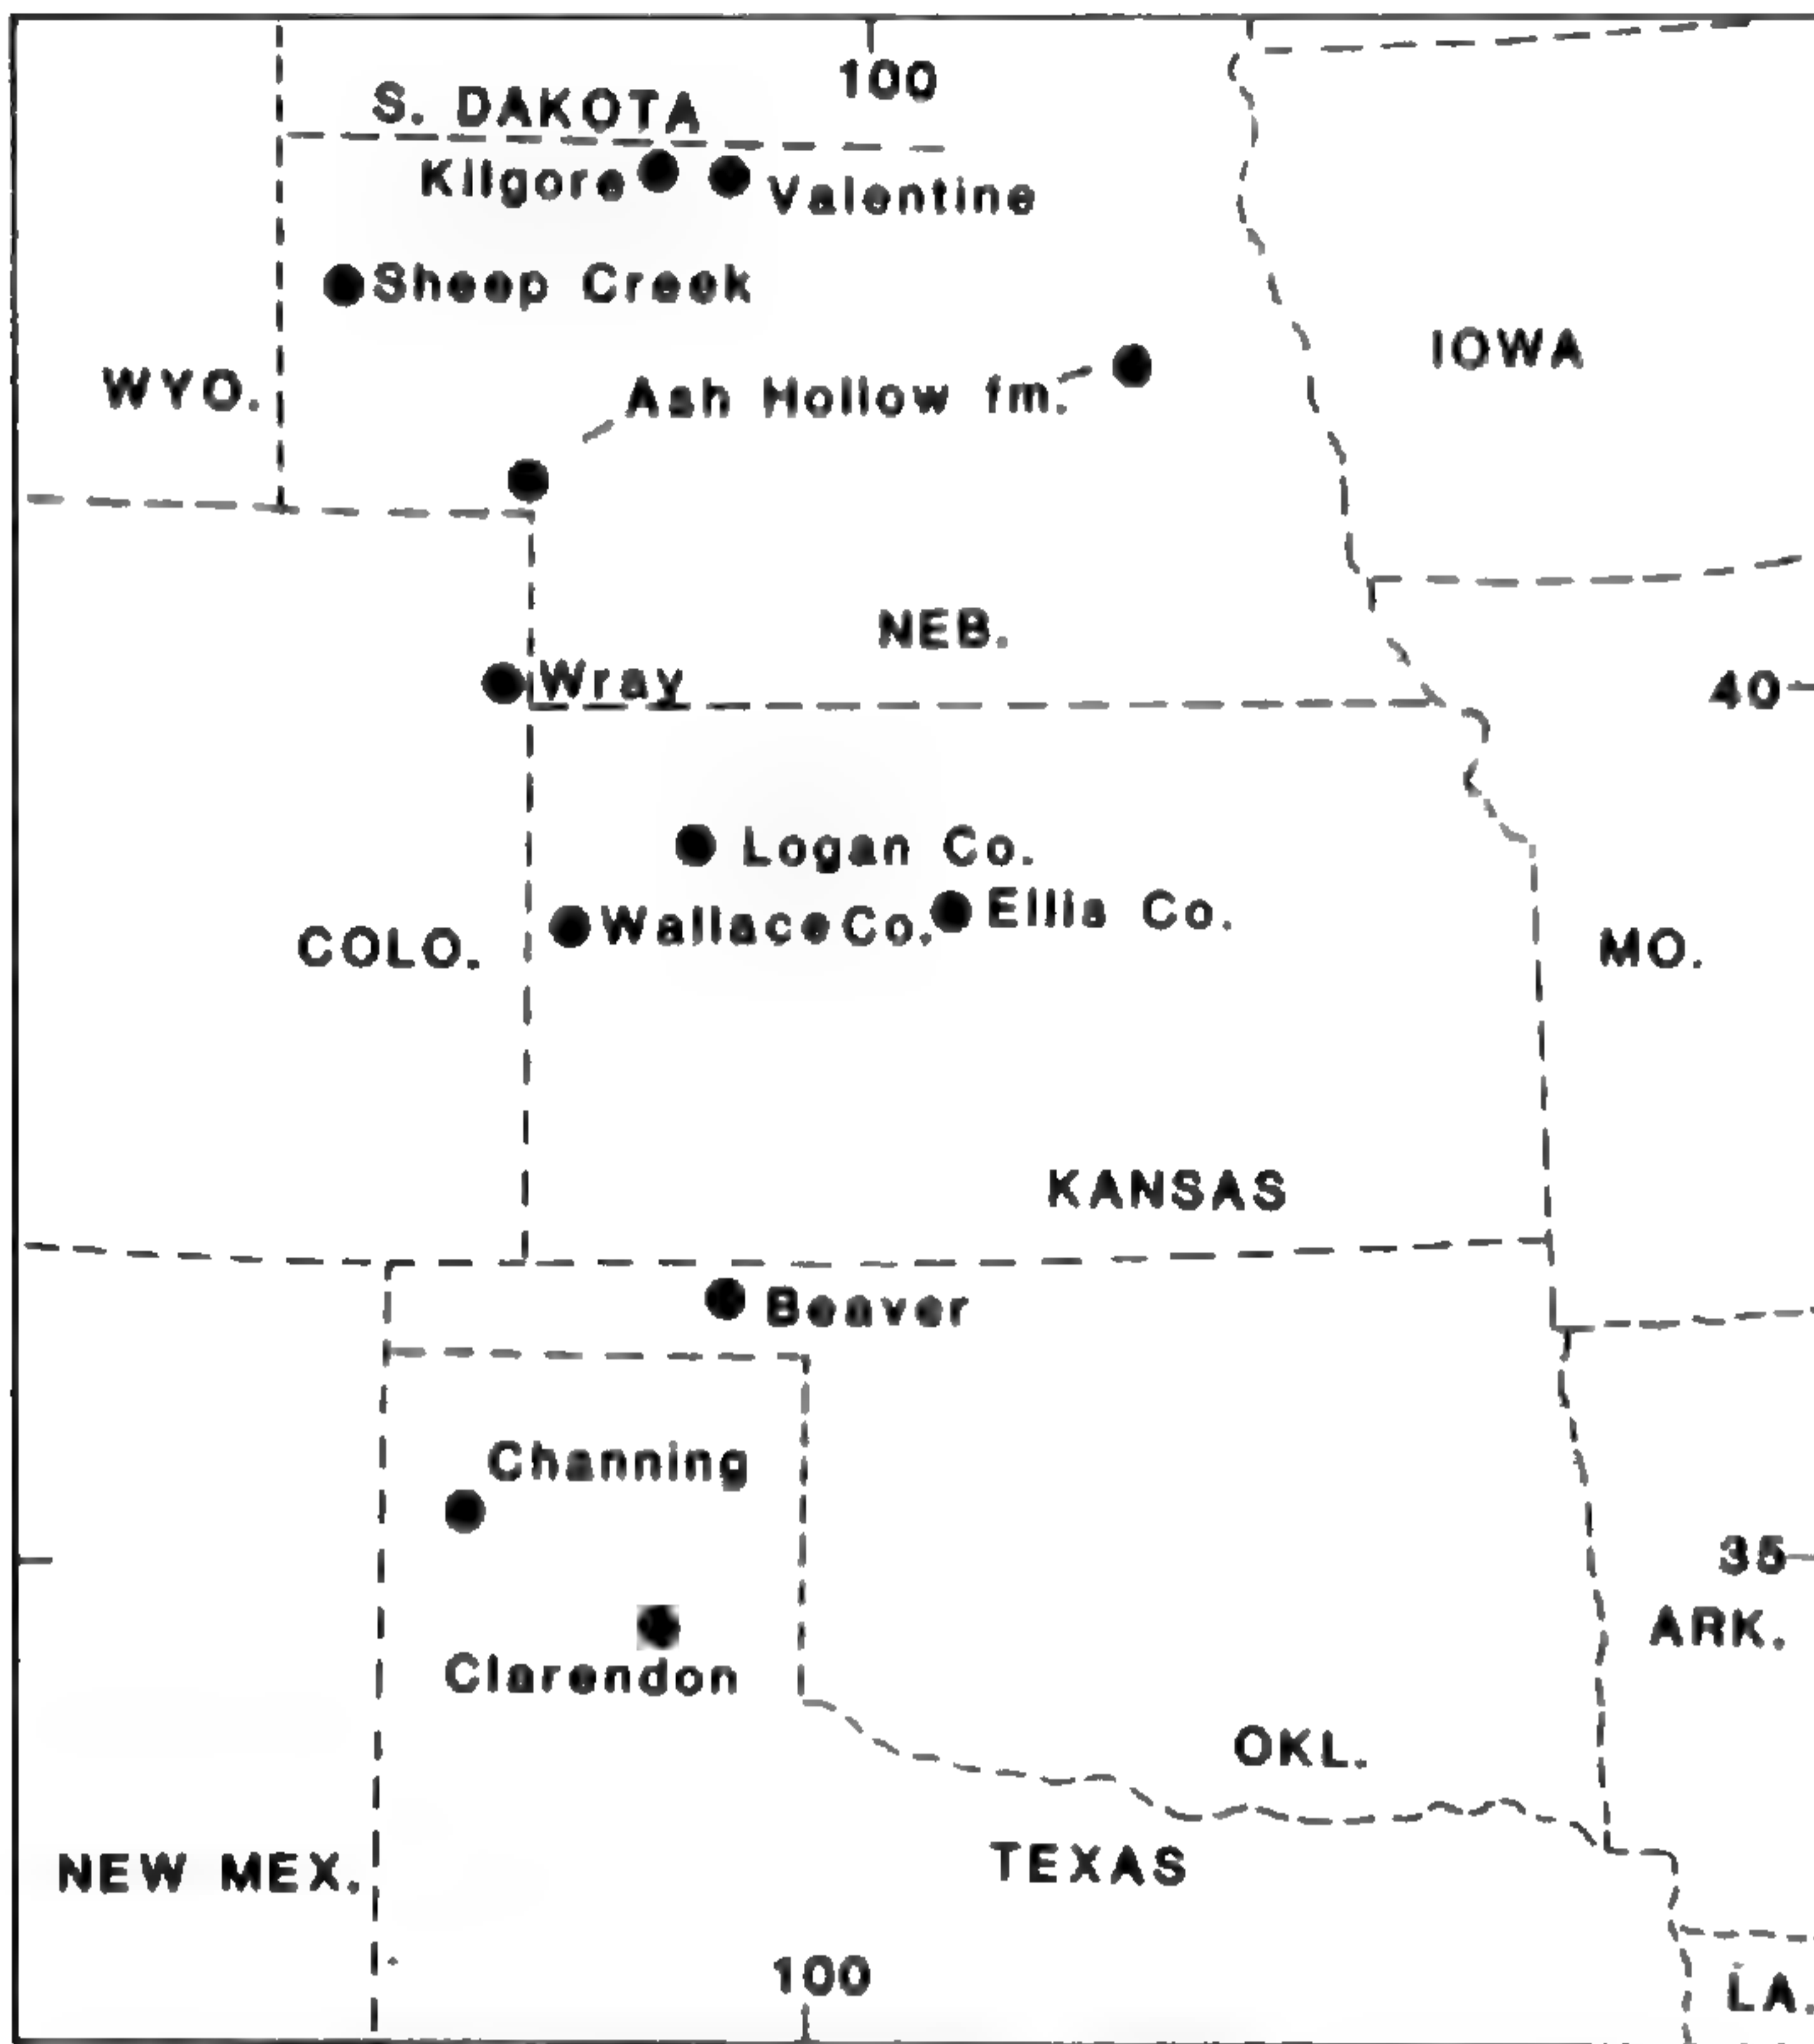 100
S. DAKOTA
Kilgore
Valentine
Sheep Creek
IOWA
WYO.
Ash Hollow fm.
NEB.
Wray
40
Logan Co.
Wallace Co.
Ellis Co.
COLO.
MO.
KANSAS
Beaver
Channing
35
ARK.
Clarendon
OKL.
TEXAS
NEW MEX.
100
LA.